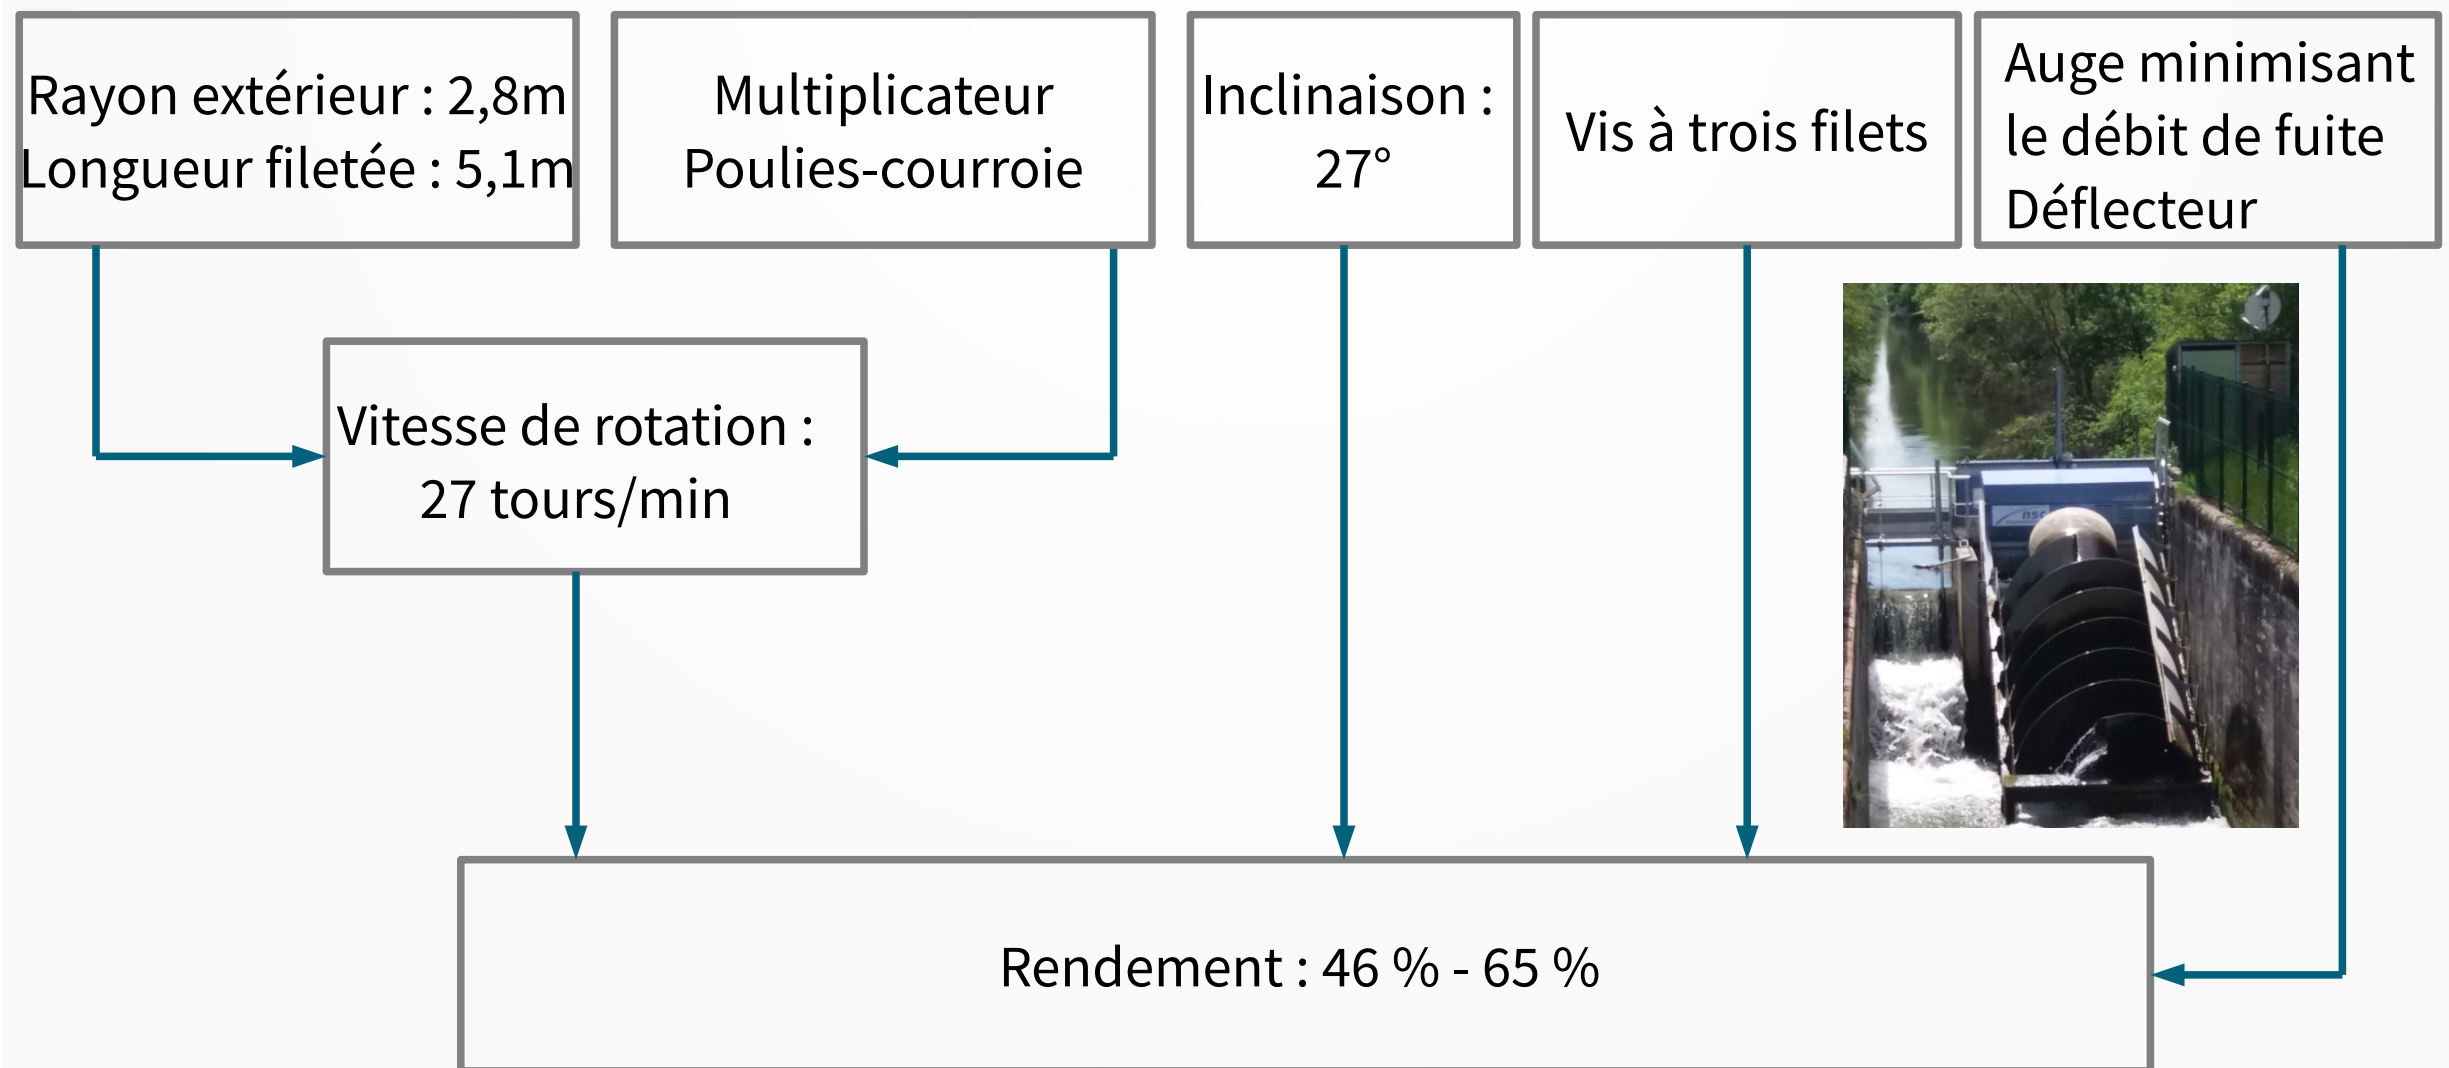 Rayon extérieur : 2,8m
Longueur filetée : 5,1m
Multiplicateur
Poulies-courroie
Inclinaison :
27°
Vis à trois filets
Auge minimisant
le débit de fuite
Déflecteur
Vitesse de rotation :
27 tours/min
Rendement : 46 % - 65 %